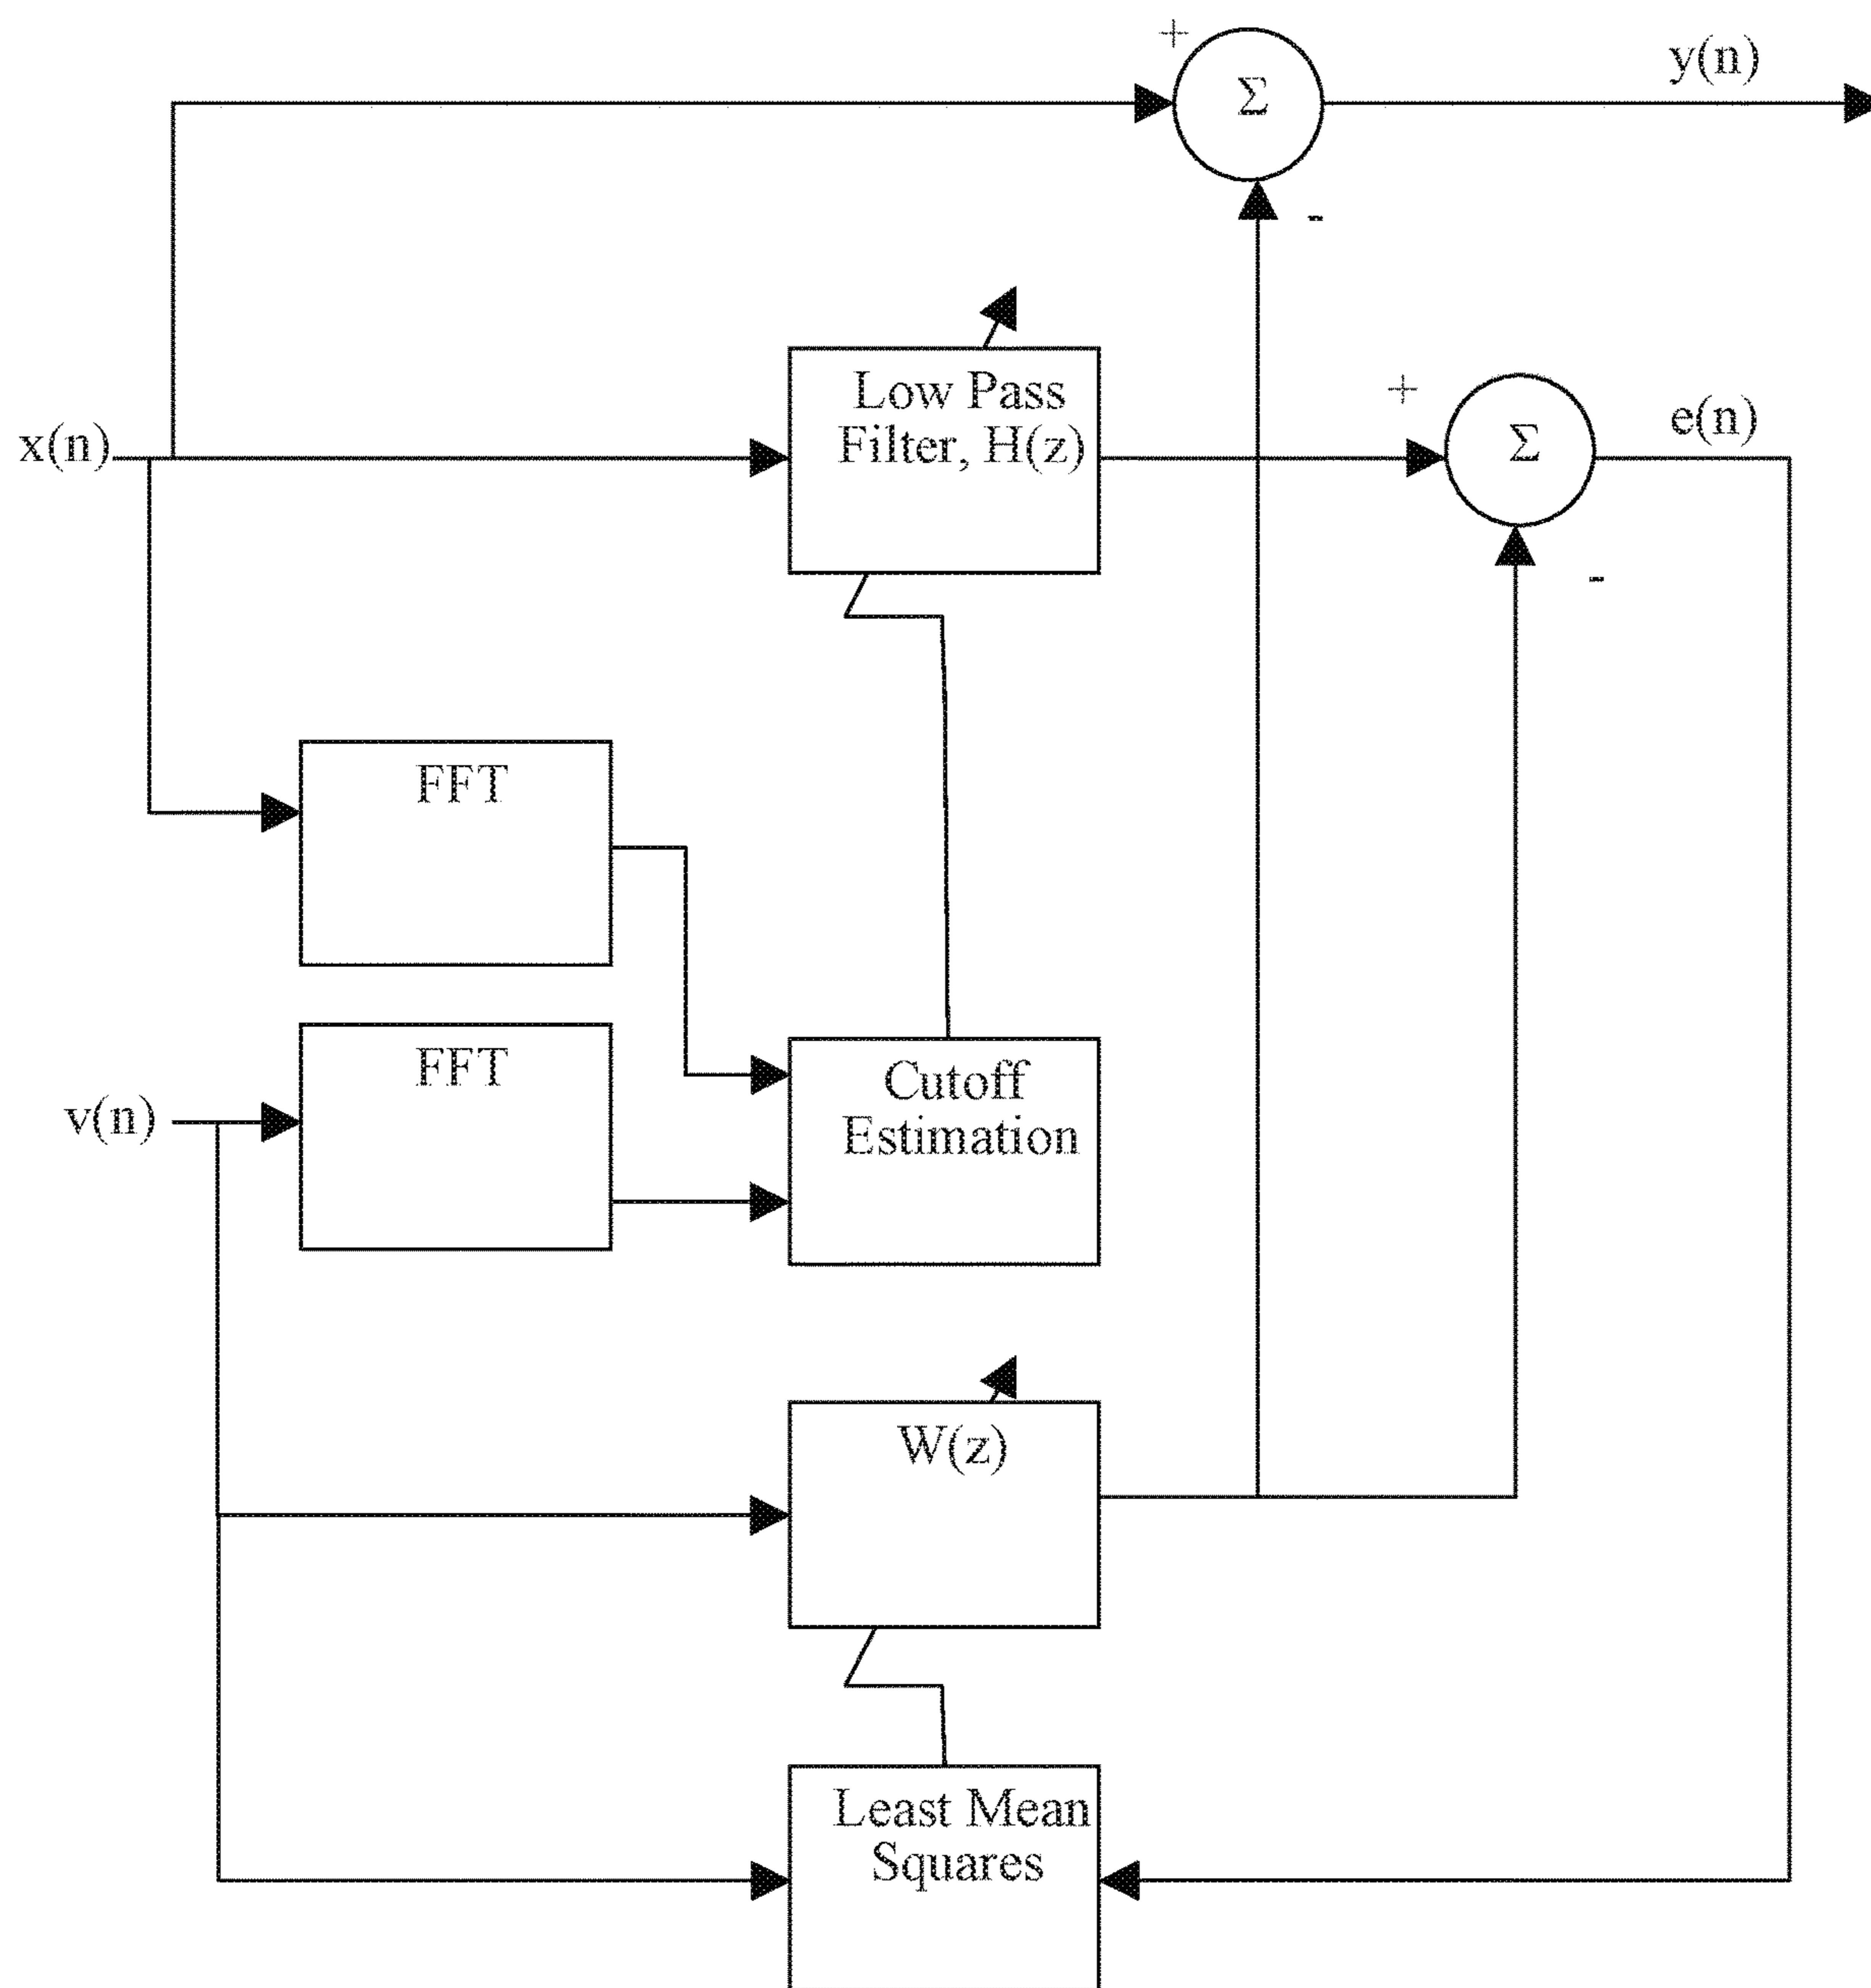 +
Σ
y(n)
-
Low Pass
Filter, H(z)
+
Σ
e(n)
x(n)
-
FFT
FFT
Cutoff
Estimation
v(n)
W(z)
Least Mean
Squares